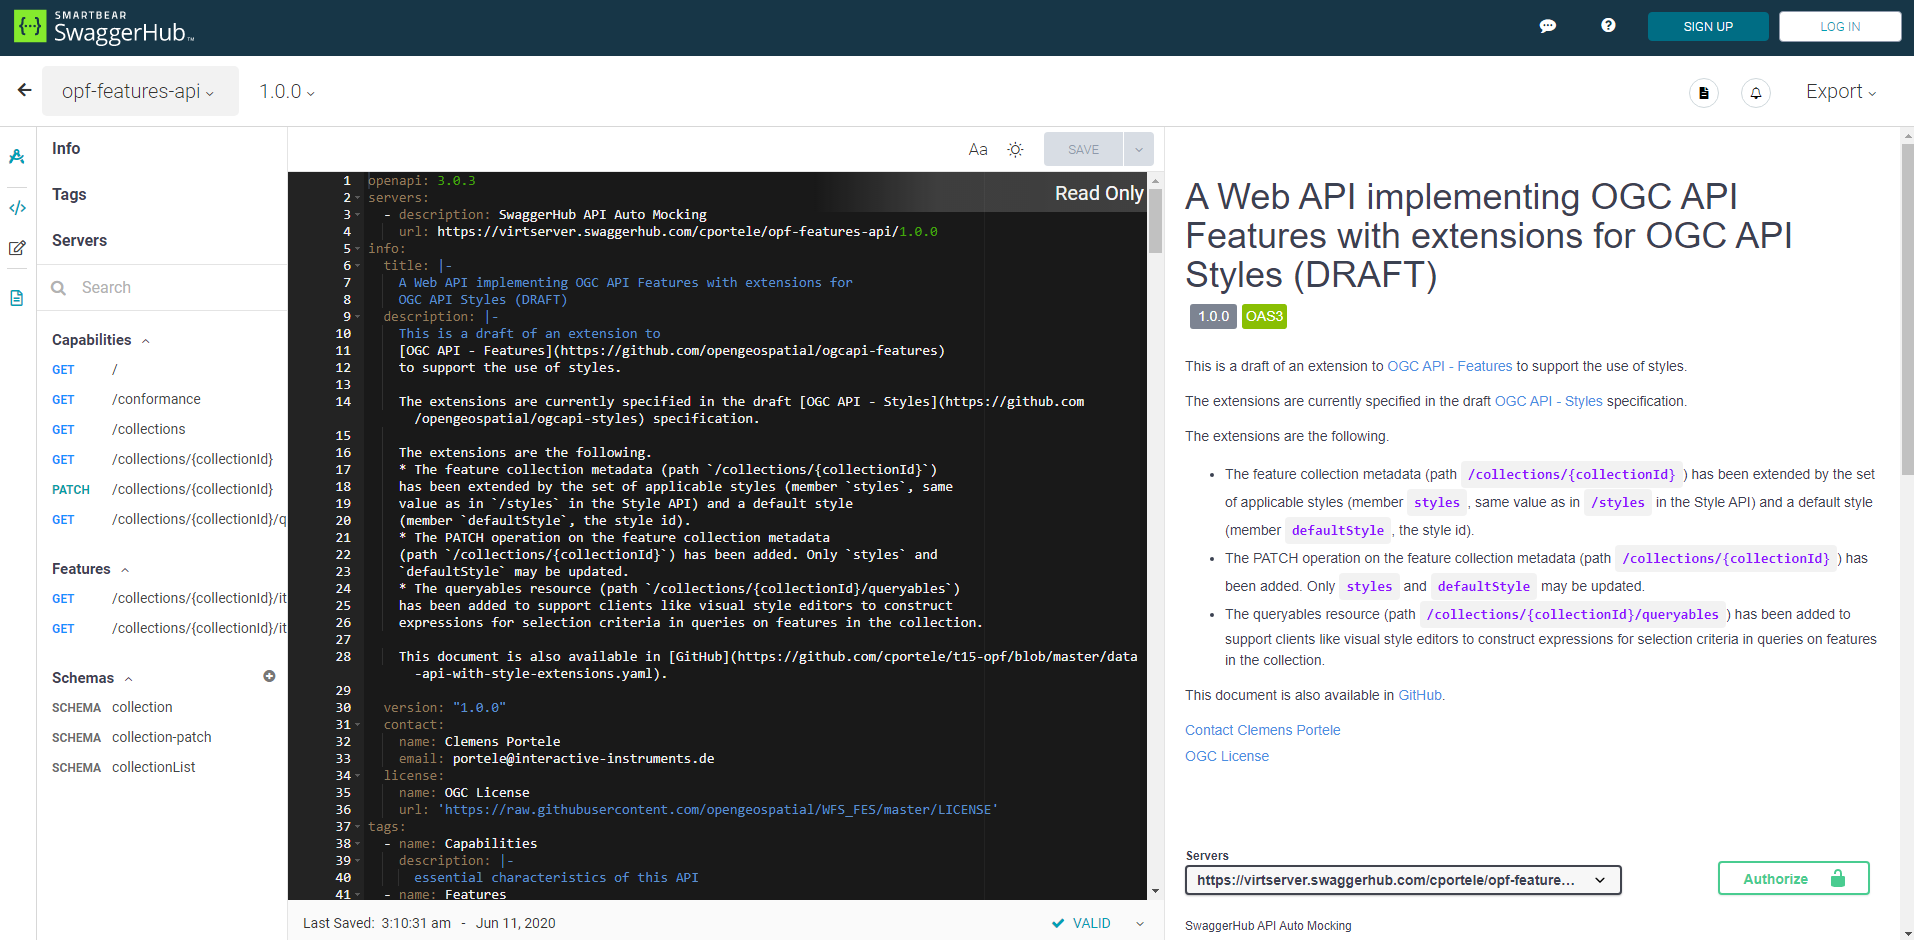 SMARTBEAR
SwaggerHub™
SIGN UP
LOG IN
opf-features-api
1.0.0
Export
Info
Tags
Servers
Search
Capabilities
GET /
GET /conformance
GET /collections
GET /collections/{collectionId}
PATCH /collections/{collectionId}
GET /collections/{collectionId}/q
Features
GET /collections/{collectionId}/it
GET /collections/{collectionId}/it
Schemas
SCHEMA collection
SCHEMA collection-patch
SCHEMA collectionList
Aa
SAVE
Read Only
1 openapi: 3.0.3
2 servers:
3 - description: SwaggerHub API Auto Mocking
4 url: https://virtserver.swaggerhub.com/cportele/opf-features-api/1.0.0
5 info:
6 title: |-
7 A Web API implementing OGC API Features with extensions for
8 OGC API Styles (DRAFT)
9 description: |-
10 This is a draft of an extension to
11 [OGC API - Features](https://github.com/opengeospatial/ogcapi-features)
12 to support the use of styles.
13
14 The extensions are currently specified in the draft [OGC API - Styles](https://github.com
/opengeospatial/ogcapi-styles) specification.
15
16 The extensions are the following.
17 * The feature collection metadata (path `/collections/{collectionId}`)
18 has been extended by the set of applicable styles (member `styles`, same
19 value as in `/styles` in the Style API) and a default style
20 (member `defaultStyle`, the style id).
21 * The PATCH operation on the feature collection metadata
22 (path `/collections/{collectionId}`) has been added. Only `styles` and
23 `defaultStyle` may be updated.
24 * The queryables resource (path `/collections/{collectionId}/queryables`)
25 has been added to support clients like visual style editors to construct
26 expressions for selection criteria in queries on features in the collection.
27
28 This document is also available in [GitHub](https://github.com/cportele/t15-opf/blob/master/data
-api-with-style-extensions.yaml).
29
30 version: "1.0.0"
31 contact:
32 name: Clemens Portele
33 email: portele@interactive-instruments.de
34 license:
35 name: OGC License
36 url: 'https://raw.githubusercontent.com/opengeospatial/WFS_FES/master/LICENSE'
37 tags:
38 - name: Capabilities
39 description: |-
40 essential characteristics of this API
41 - name: Features
Last Saved: 3:10:31 am - Jun 11, 2020
VALID
A Web API implementing OGC API
Features with extensions for OGC API
Styles (DRAFT)
1.0.0 OAS3
This is a draft of an extension to OGC API - Features to support the use of styles.
The extensions are currently specified in the draft OGC API - Styles specification.
The extensions are the following.
• The feature collection metadata (path /collections/{collectionId} ) has been extended by the set
of applicable styles (member styles , same value as in /styles in the Style API) and a default style
(member defaultStyle , the style id).
• The PATCH operation on the feature collection metadata (path /collections/{collectionId} ) has
been added. Only styles and defaultStyle may be updated.
• The queryables resource (path /collections/{collectionId}/queryables ) has been added to
support clients like visual style editors to construct expressions for selection criteria in queries on features
in the collection.
This document is also available in GitHub.
Contact Clemens Portele
OGC License
Servers
https://virtserver.swaggerhub.com/cportele/opf-feature...
Authorize
SwaggerHub API Auto Mocking